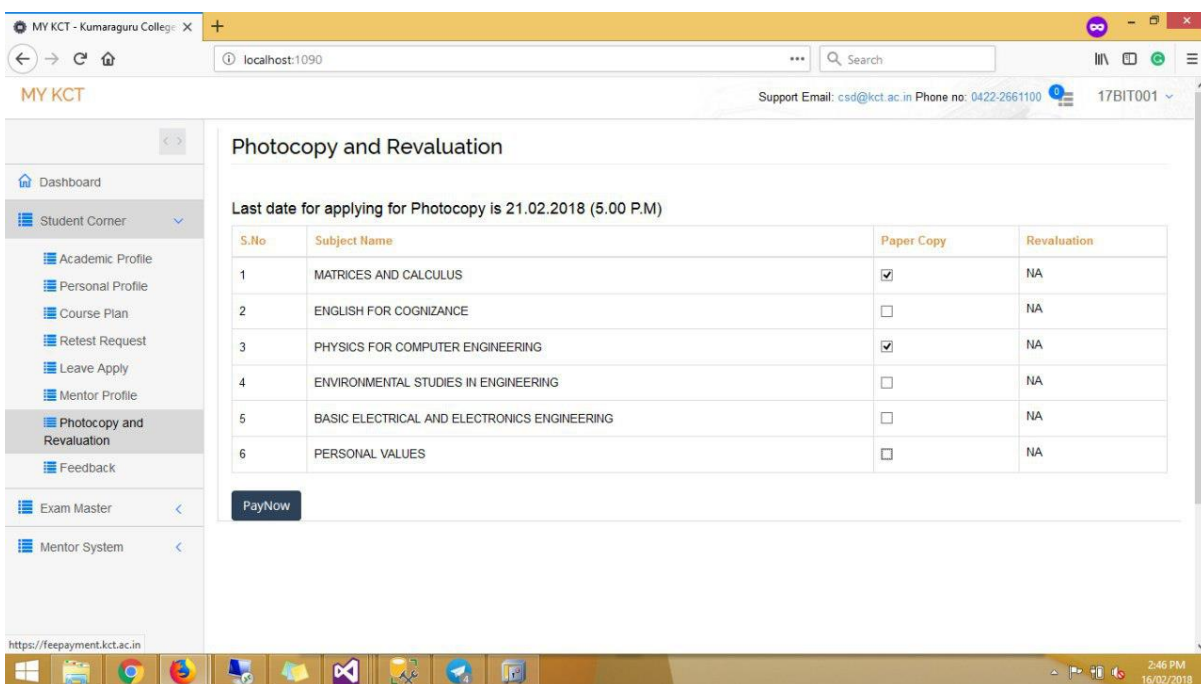 MY KCT - Kumaraguru College
localhost:1090
Search
MY KCT
Support Email: csd@kct.ac.in Phone no: 0422-2661100
0
17BIT001
Photocopy and Revaluation
Dashboard
Student Corner
Academic Profile
Personal Profile
Course Plan
Retest Request
Leave Apply
Mentor Profile
Photocopy and
Revaluation
Feedback
Exam Master
Mentor System
Last date for applying for Photocopy is 21.02.2018 (5.00 P.M)
S.No Subject Name Paper Copy Revaluation
1 MATRICES AND CALCULUS NA
2 ENGLISH FOR COGNIZANCE NA
3 PHYSICS FOR COMPUTER ENGINEERING NA
4 ENVIRONMENTAL STUDIES IN ENGINEERING NA
5 BASIC ELECTRICAL AND ELECTRONICS ENGINEERING NA
6 PERSONAL VALUES NA
PayNow
https://feepayment.kct.ac.in
2:46 PM
16/02/2018